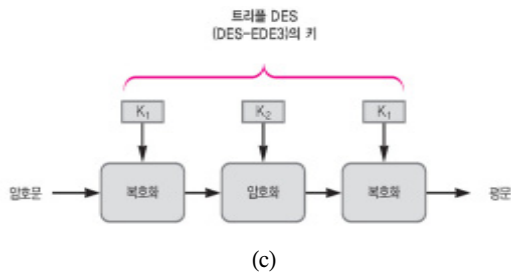 트리플 DES
(DES-EDE3)의 키
K₁ K₂ K₁
암호문 복호화 암호화 복호화 평문
(c)